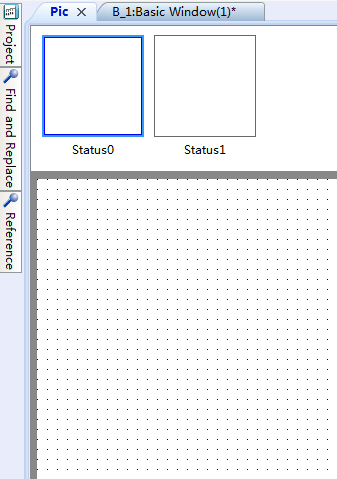 Pic
B_1:Basic Window(1)*
Project
Find and Replace
Reference
Status0
Status1